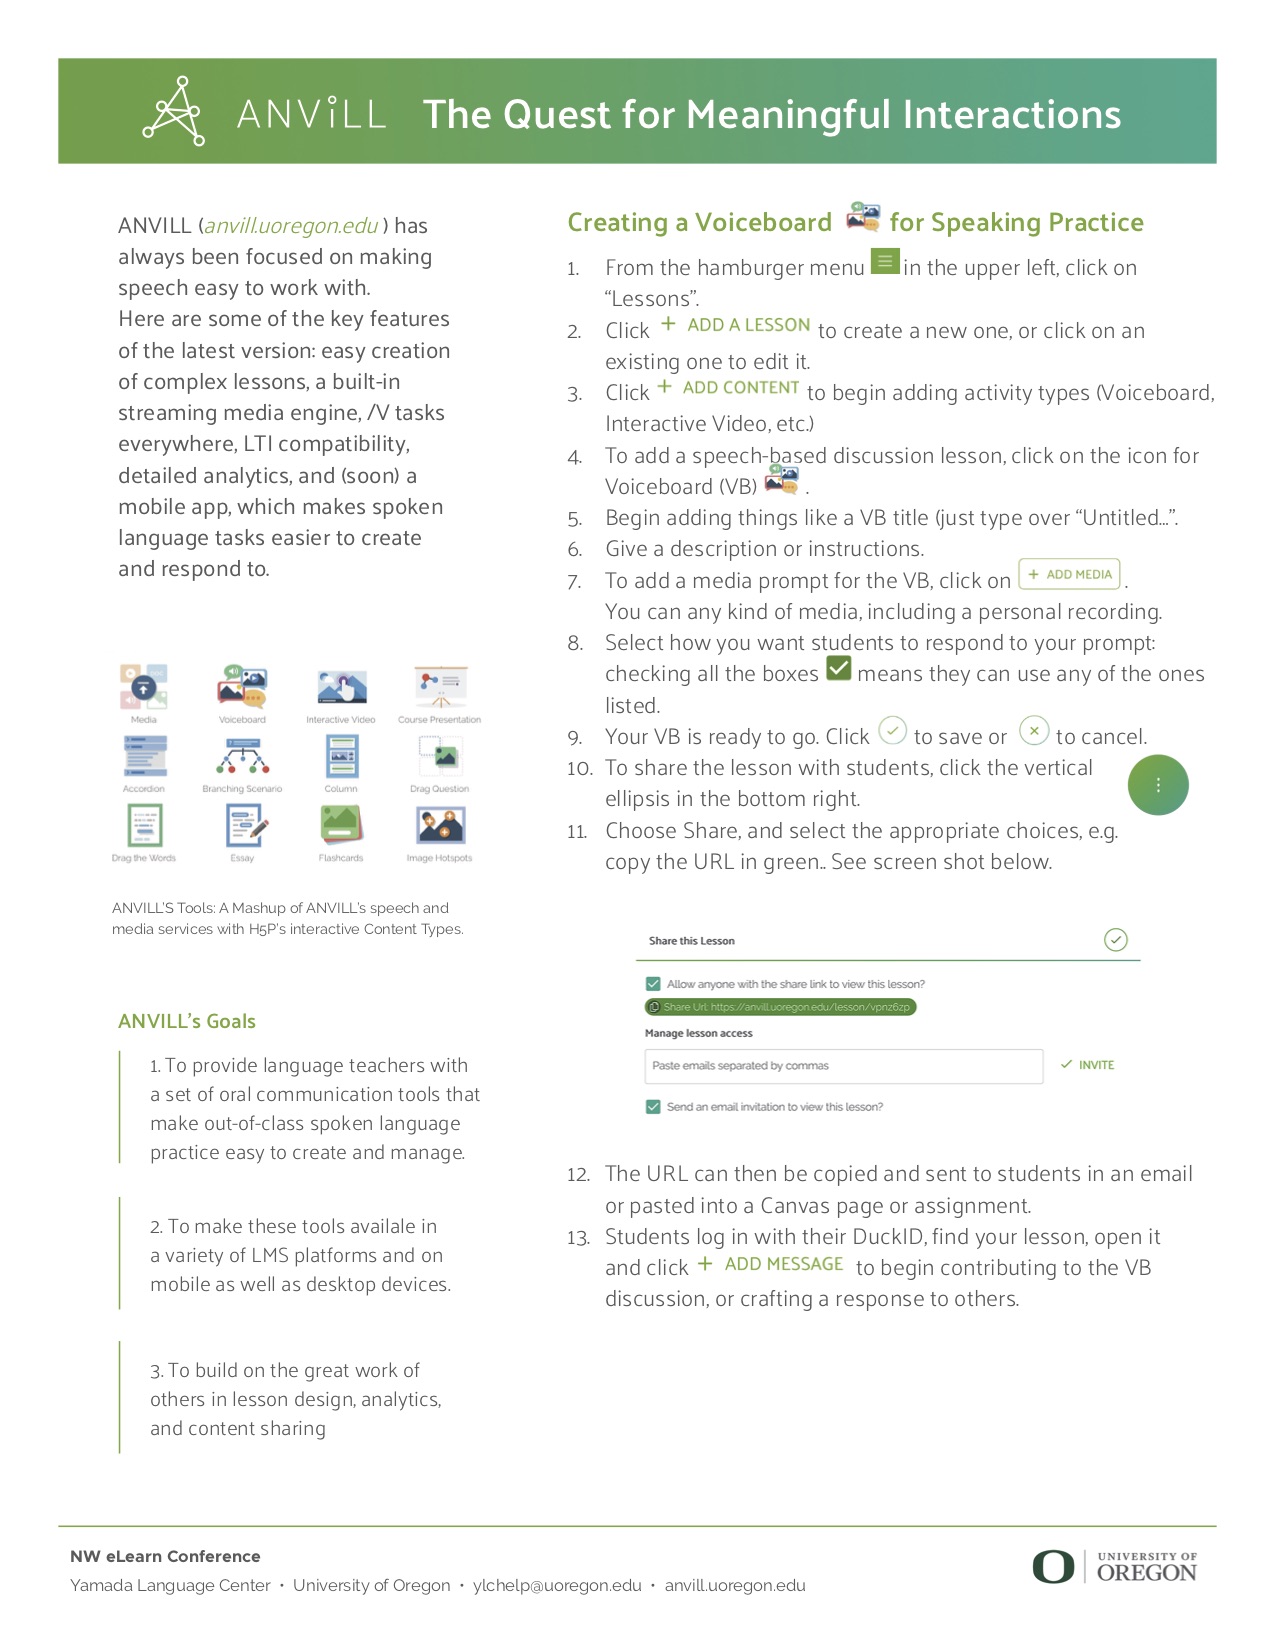 ANViLL The Quest for Meaningful Interactions
ANVILL (anvill.uoregon.edu ) has
always been focused on making
speech easy to work with.
Here are some of the key features
of the latest version: easy creation
of complex lessons, a built-in
streaming media engine, /V tasks
everywhere, LTI compatibility,
detailed analytics, and (soon) a
mobile app, which makes spoken
language tasks easier to create
and respond to.
Media Voiceboard Interactive Video Course Presentation
Accordion Branching Scenario Column Drag Question
Drag the Words Essay Flashcards Image Hotspots
ANVILL'S Tools: A Mashup of ANVILL's speech and
media services with H5P's interactive Content Types.
ANVILL's Goals
1. To provide language teachers with
a set of oral communication tools that
make out-of-class spoken language
practice easy to create and manage.
2. To make these tools availale in
a variety of LMS platforms and on
mobile as well as desktop devices.
3. To build on the great work of
others in lesson design, analytics,
and content sharing
Creating a Voiceboard for Speaking Practice
1. From the hamburger menu in the upper left, click on
“Lessons”.
2. Click + ADD A LESSON to create a new one, or click on an
existing one to edit it.
3. Click + ADD CONTENT to begin adding activity types (Voiceboard,
Interactive Video, etc.)
4. To add a speech-based discussion lesson, click on the icon for
Voiceboard (VB) .
5. Begin adding things like a VB title (just type over “Untitled...”.
6. Give a description or instructions.
7. To add a media prompt for the VB, click on + ADD MEDIA .
You can any kind of media, including a personal recording.
8. Select how you want students to respond to your prompt:
checking all the boxes means they can use any of the ones
listed.
9. Your VB is ready to go. Click to save or to cancel.
10. To share the lesson with students, click the vertical
ellipsis in the bottom right.
11. Choose Share, and select the appropriate choices, e.g.
copy the URL in green.. See screen shot below.
Share this Lesson
Allow anyone with the share link to view this lesson?
Share Url: https://anvill.uoregon.edu/lesson/vpnz6zp
Manage lesson access
Paste emails separated by commas INVITE
Send an email invitation to view this lesson?
12. The URL can then be copied and sent to students in an email
or pasted into a Canvas page or assignment.
13. Students log in with their DuckID, find your lesson, open it
and click + ADD MESSAGE to begin contributing to the VB
discussion, or crafting a response to others.
NW eLearn Conference
Yamada Language Center • University of Oregon • ylchelp@uoregon.edu • anvill.uoregon.edu
O UNIVERSITY OF
OREGON